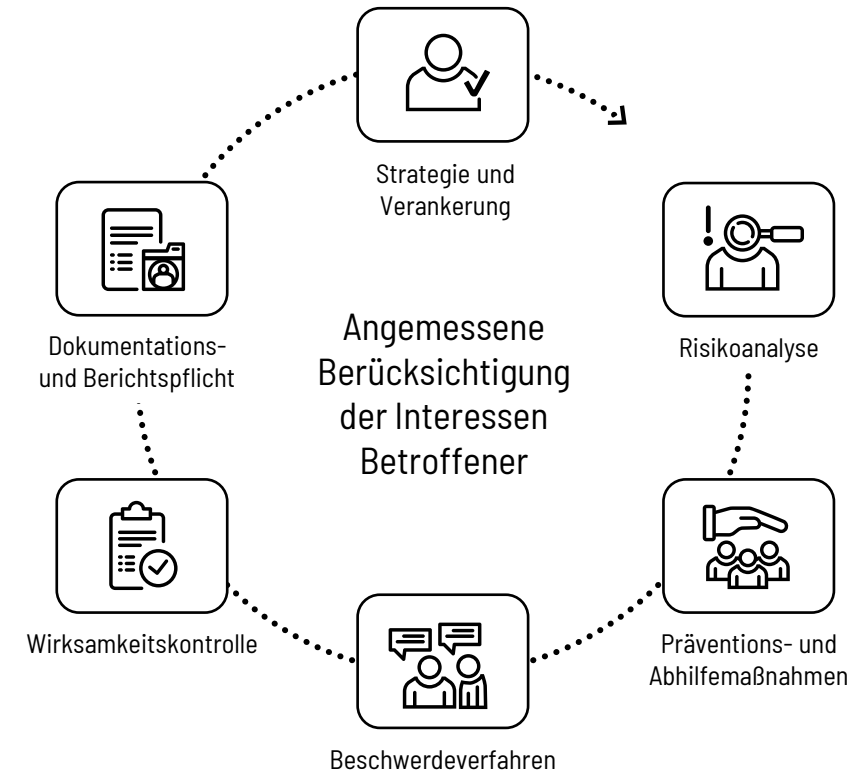 Strategie und
Verankerung
Risikoanalyse
Präventions- und
Abhilfemaßnahmen
Beschwerdeverfahren
Wirksamkeitskontrolle
Dokumentations-
und Berichtspflicht
Angemessene
Berücksichtigung
der Interessen
Betroffener